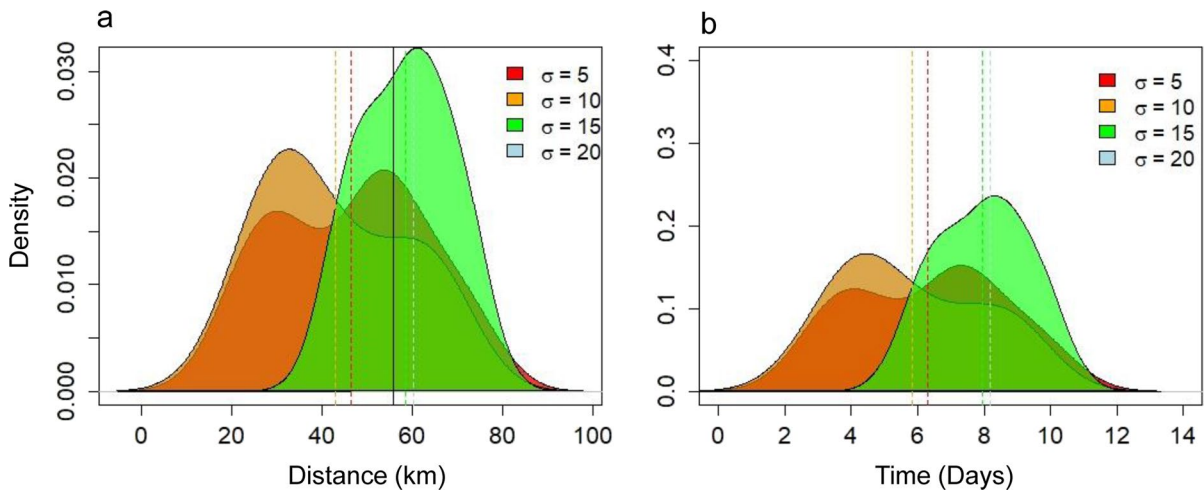 a
Density
0.000
0.010
0.020
0.030
σ = 5
σ = 10
σ = 15
σ = 20
0 20 40 60 80 100
Distance (km)
b
0.0
0.1
0.2
0.3
0.4
σ = 5
σ = 10
σ = 15
σ = 20
0 2 4 6 8 10 12 14
Time (Days)